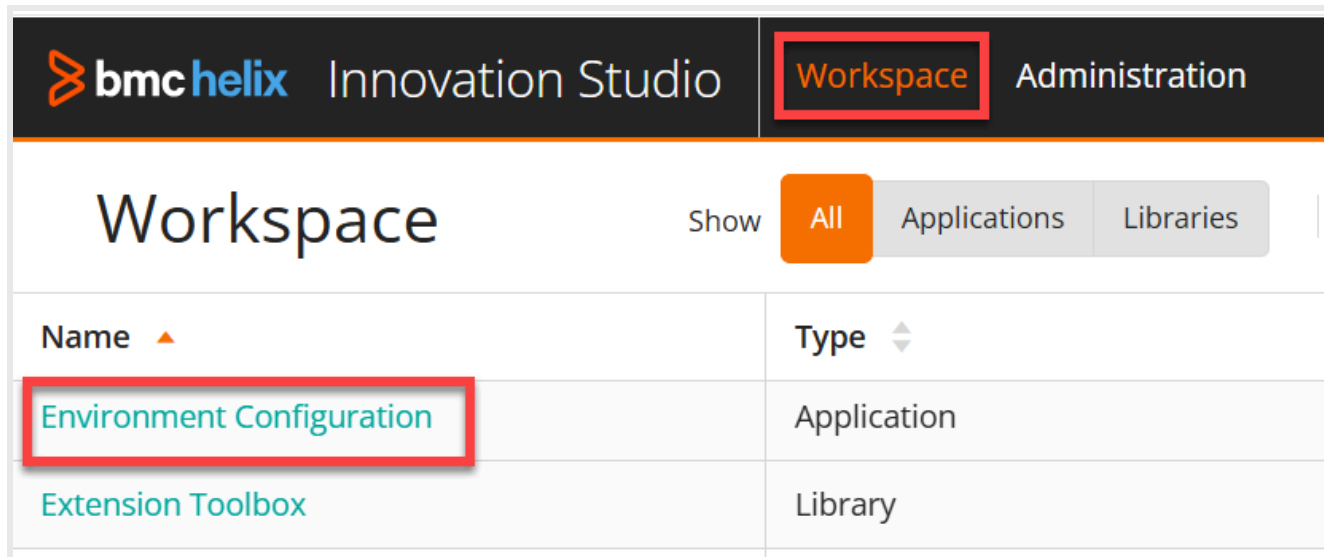 bmc helix Innovation Studio Workspace Administration
Workspace Show All Applications Libraries
Name Type
Environment Configuration Application
Extension Toolbox Library